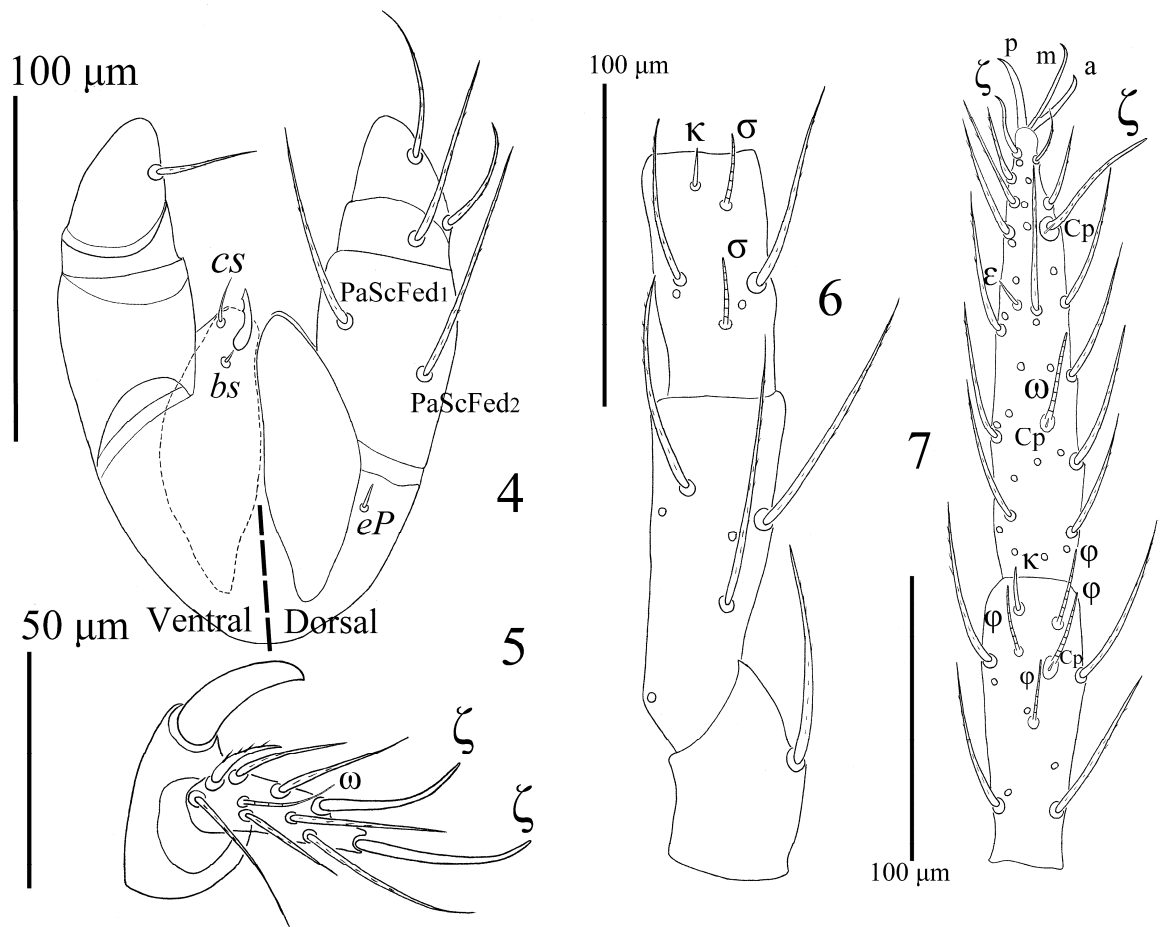 100 μm
cs
bs
PaScFed1
PaScFed2
eP
4
Ventral
Dorsal
50 μm
5
ζ
ω
ζ
100 μm
κ
σ
σ
6
p
m
a
ζ
ζ
Cp
ε
ω
Cp
7
κ
φ
φ
φ
Cp
φ
100 μm